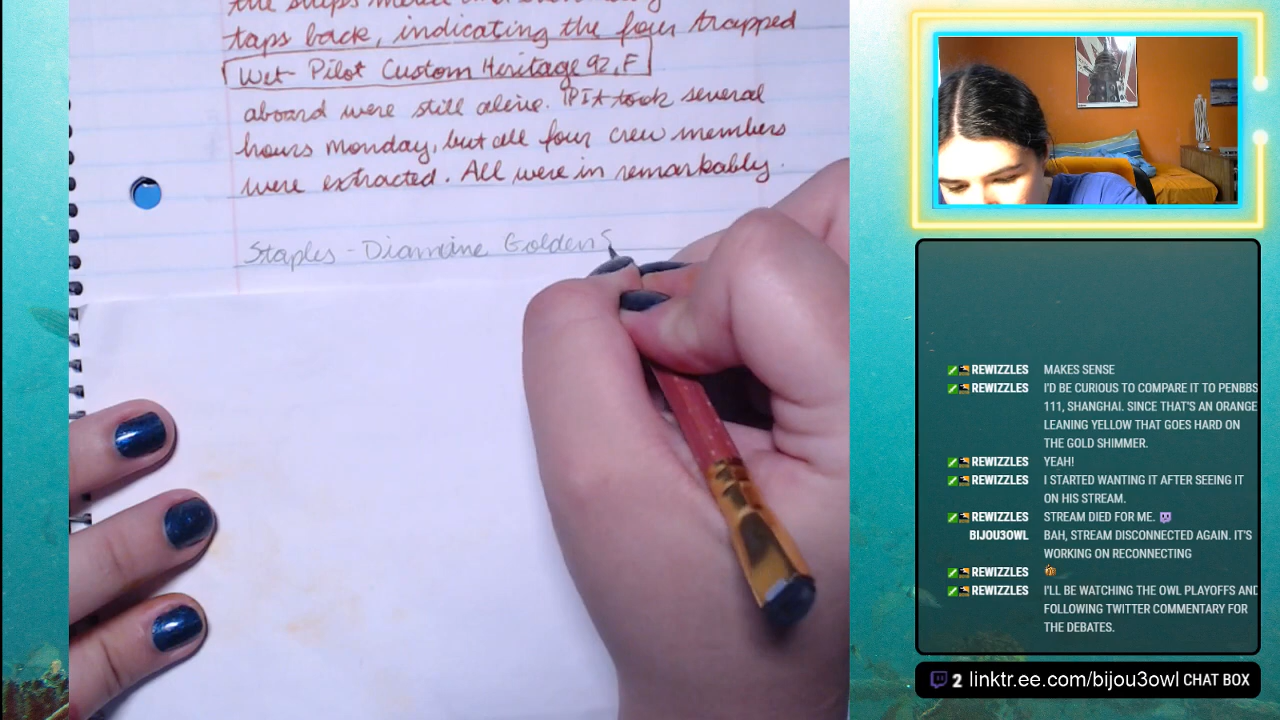 the ships
taps back, indicating the four trapped
Wet Pilot Custom Heritage 92, F
aboard were still alive. It took several
hours Monday, but all four crew members
were extracted. All were in remarkably
Staples - Diamine Golden S
REWIZZLES MAKES SENSE
REWIZZLES I'D BE CURIOUS TO COMPARE IT TO PENBBS
111, SHANGHAI. SINCE THAT'S AN ORANGE
LEANING YELLOW THAT GOES HARD ON
THE GOLD SHIMMER.
REWIZZLES YEAH!
REWIZZLES I STARTED WANTING IT AFTER SEEING IT
ON HIS STREAM.
REWIZZLES STREAM DIED FOR ME.
BIJOU3OWL BAH, STREAM DISCONNECTED AGAIN. IT'S
WORKING ON RECONNECTING
REWIZZLES
REWIZZLES I'LL BE WATCHING THE OWL PLAYOFFS AND
FOLLOWING TWITTER COMMENTARY FOR
THE DEBATES.
2 linktr.ee.com/bijou3owl CHAT BOX